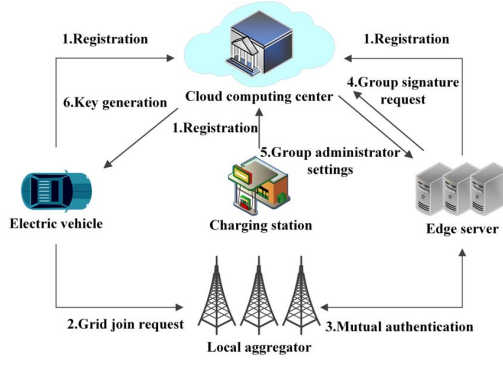 1.Registration
1.Registration
4.Group signature
request
6.Key generation
Cloud computing center
1.Registration
5.Group administrator
settings
Electric vehicle
Charging station
Edge server
2.Grid join request
3.Mutual authentication
Local aggregator